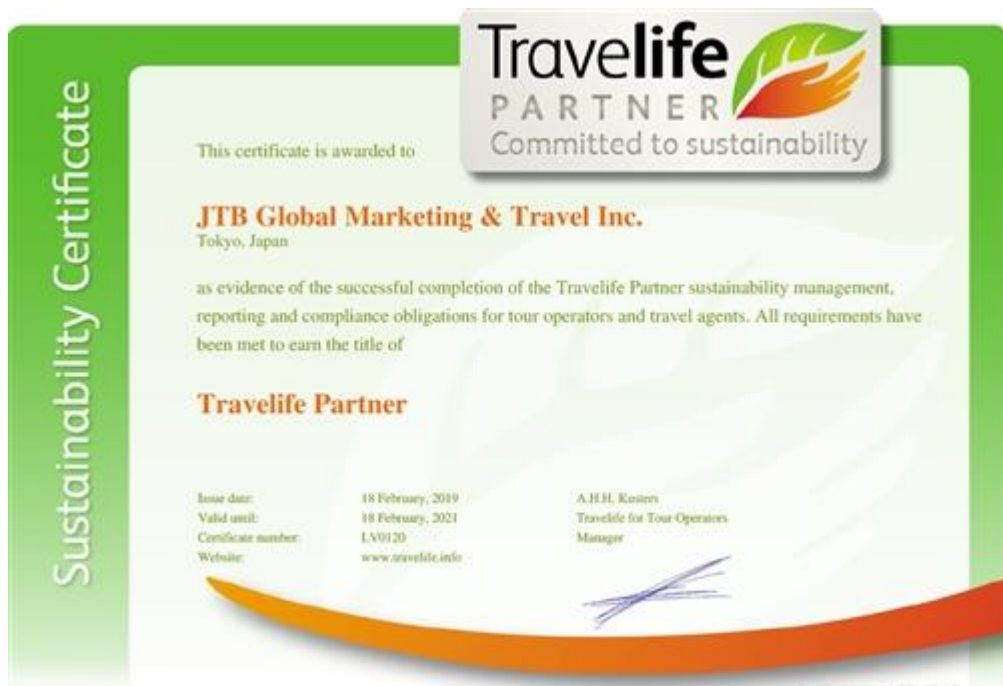 Travelife
PARTNER
Committed to sustainability
Sustainability Certificate
This certificate is awarded to
JTB Global Marketing & Travel Inc.
Tokyo, Japan
as evidence of the successful completion of the Travelife Partner sustainability management,
reporting and compliance obligations for tour operators and travel agents. All requirements have
been met to earn the title of
Travelife Partner
Issue date: 18 February, 2019
Valid until: 18 February, 2021
Certificate number: LV0120
Website: www.travelife.info
A.H.H. Kusters
Travelife for Tour Operators
Manager